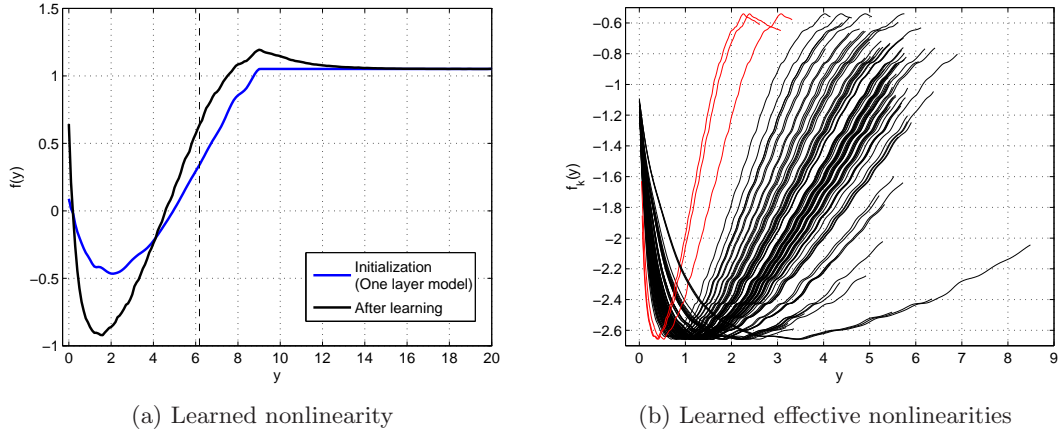 1.5
1
0.5
0
−0.5
−1
f(y)
0 2 4 6 8 10 12 14 16 18 20
y
Initialization
(One layer model)
After learning
(a) Learned nonlinearity
−0.6
−0.8
−1
−1.2
−1.4
−1.6
−1.8
−2
−2.2
−2.4
−2.6
fk(y)
0 1 2 3 4 5 6 7 8 9
y
(b) Learned effective nonlinearities